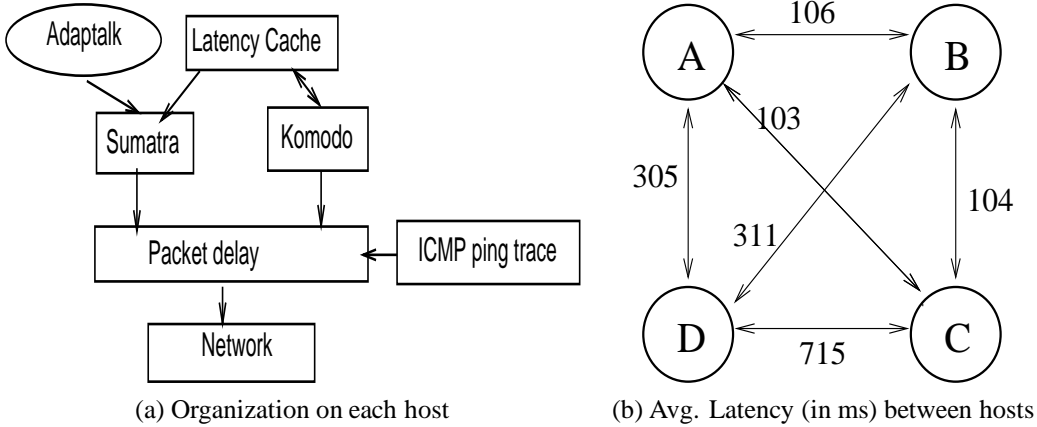 Adaptalk
Latency Cache
Sumatra
Komodo
Packet delay
ICMP ping trace
Network
(a) Organization on each host
A
106
B
103
305
104
311
D
715
C
(b) Avg. Latency (in ms) between hosts